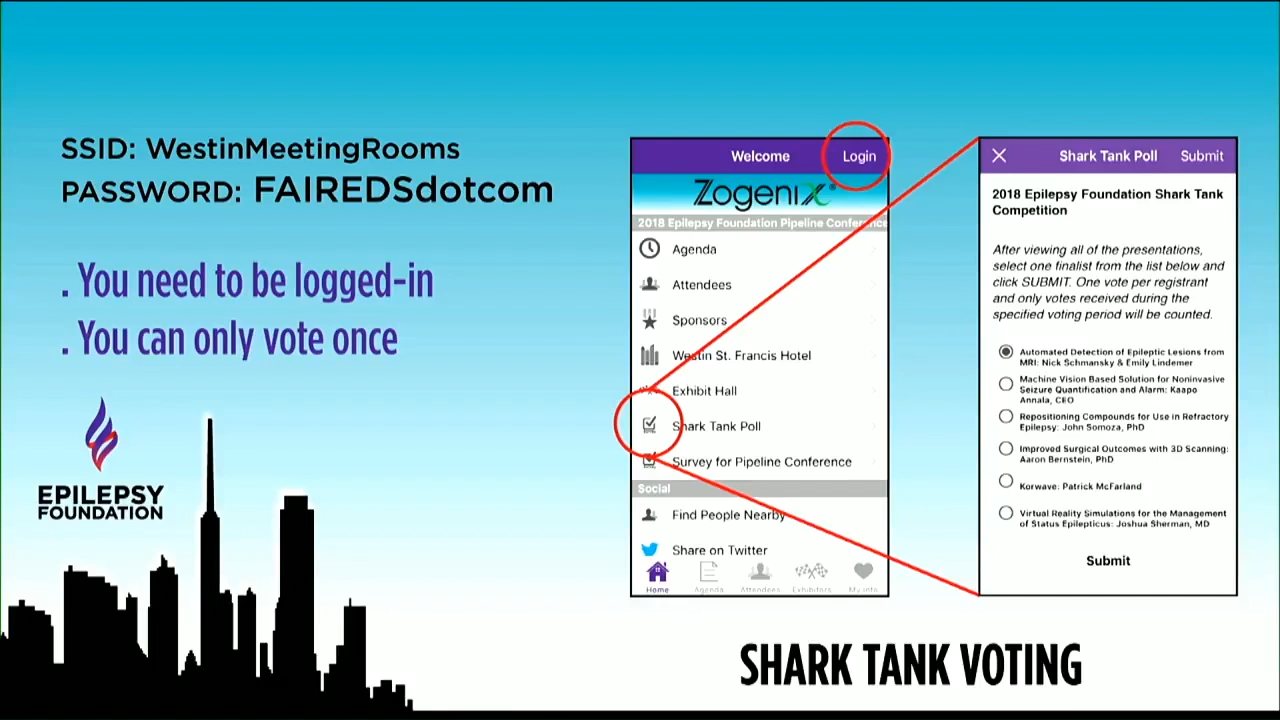 SSID: WestinMeetingRooms
PASSWORD: FAIREDSdotcom
. You need to be logged-in
. You can only vote once
EPILEPSY
FOUNDATION
Welcome
Login
Zogenix®
2018 Epilepsy Foundation Pipeline Conference
Agenda
Attendees
Sponsors
Westin St. Francis Hotel
Exhibit Hall
Shark Tank Poll
Survey for Pipeline Conference
Social
Find People Nearby
Share on Twitter
Home
Agenda
Attendees
Exhibitors
My Info
Shark Tank Poll
Submit
2018 Epilepsy Foundation Shark Tank
Competition
After viewing all of the presentations,
select one finalist from the list below and
click SUBMIT. One vote per registrant
and only votes received during the
specified voting period will be counted.
Automated Detection of Epileptic Lesions from
MRI: Nick Schmansky & Emily Lindemer
Machine Vision Based Solution for Noninvasive
Seizure Quantification and Alarm: Kaapo
Annala, CEO
Repositioning Compounds for Use in Refractory
Epilepsy: John Somoza, PhD
Improved Surgical Outcomes with 3D Scanning:
Aaron Bernstein, PhD
Korwave: Patrick McFarland
Virtual Reality Simulations for the Management
of Status Epilepticus: Joshua Sherman, MD
Submit
SHARK TANK VOTING